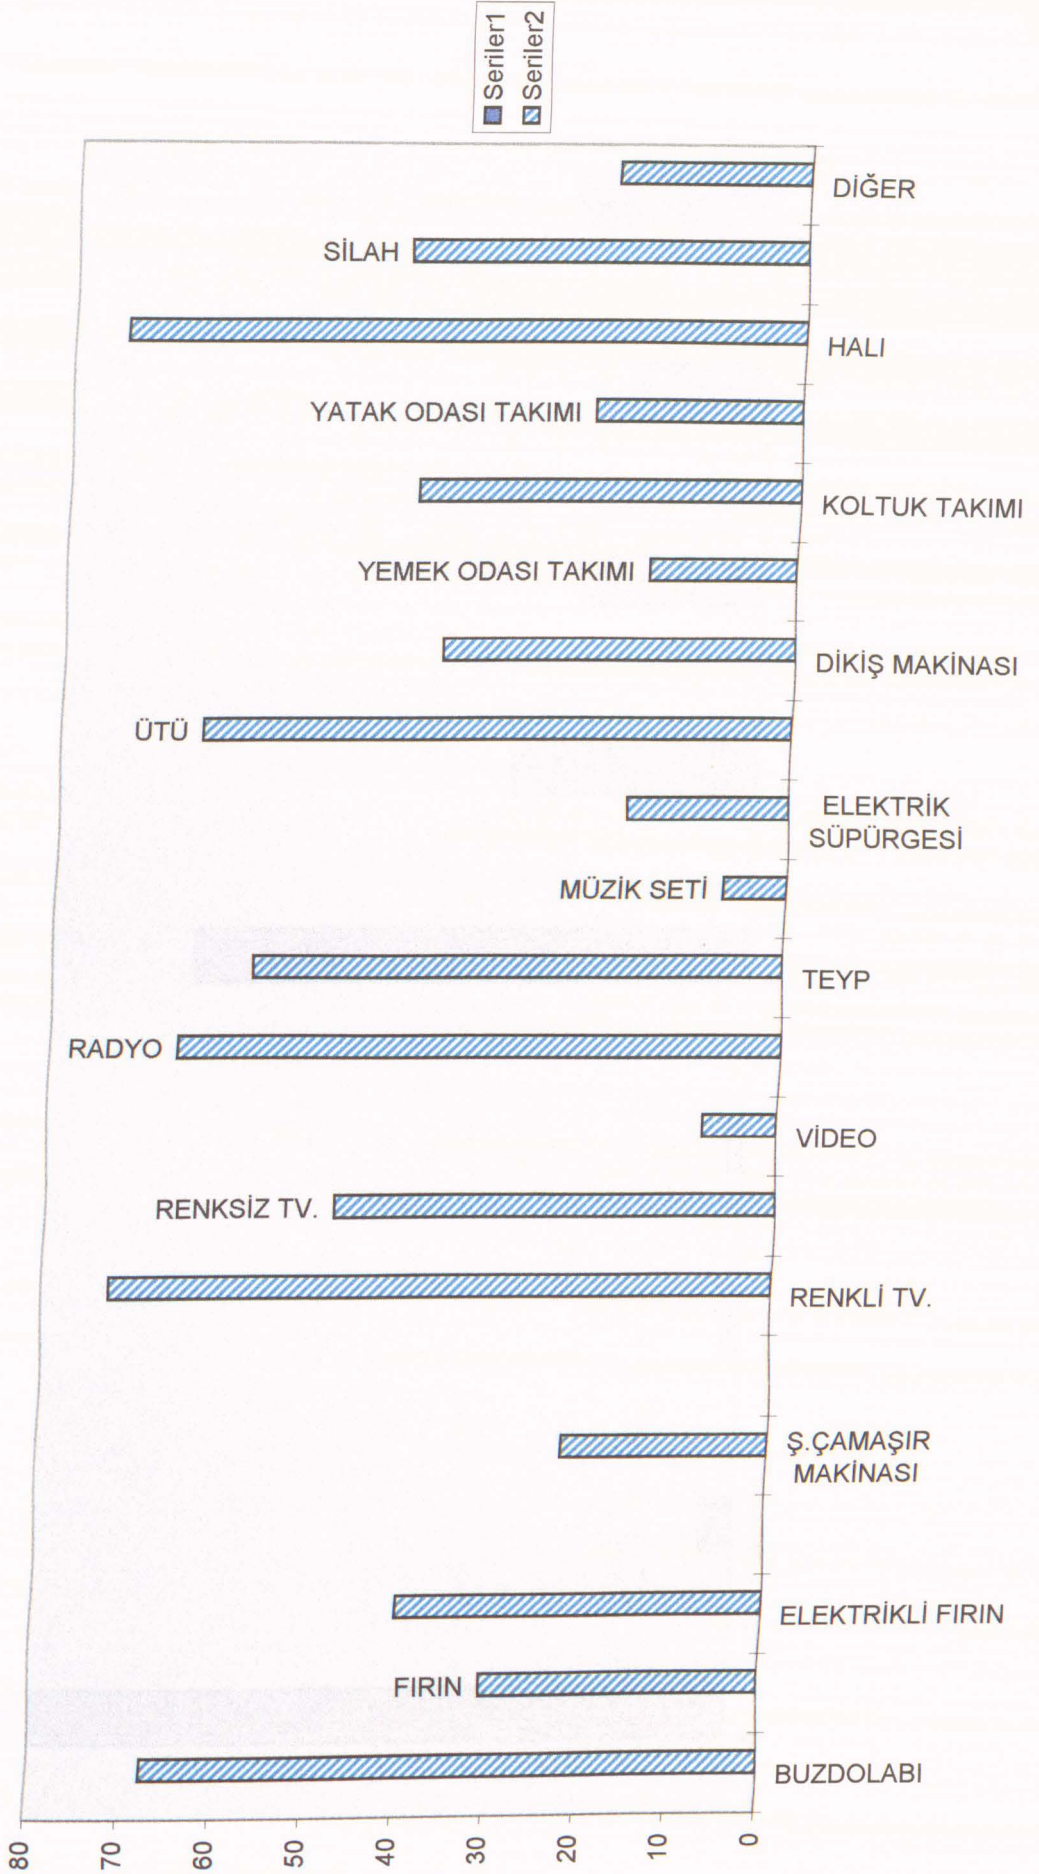 Seriler1
Seriler2
DİĞER
SİLAH
HALI
YATAK ODASI TAKIMI
KOLTUK TAKIMI
YEMEK ODASI TAKIMI
DİKİŞ MAKİNASI
ÜTÜ
ELEKTRİK
SÜPÜRGESİ
MÜZİK SETİ
TEYP
RADYO
VİDEO
RENKSİZ TV.
RENKLİ TV.
Ş.ÇAMAŞIR
MAKİNASI
ELEKTRİKLİ FIRIN
FIRIN
BUZDOLABI
80
70
60
50
40
30
20
10
0